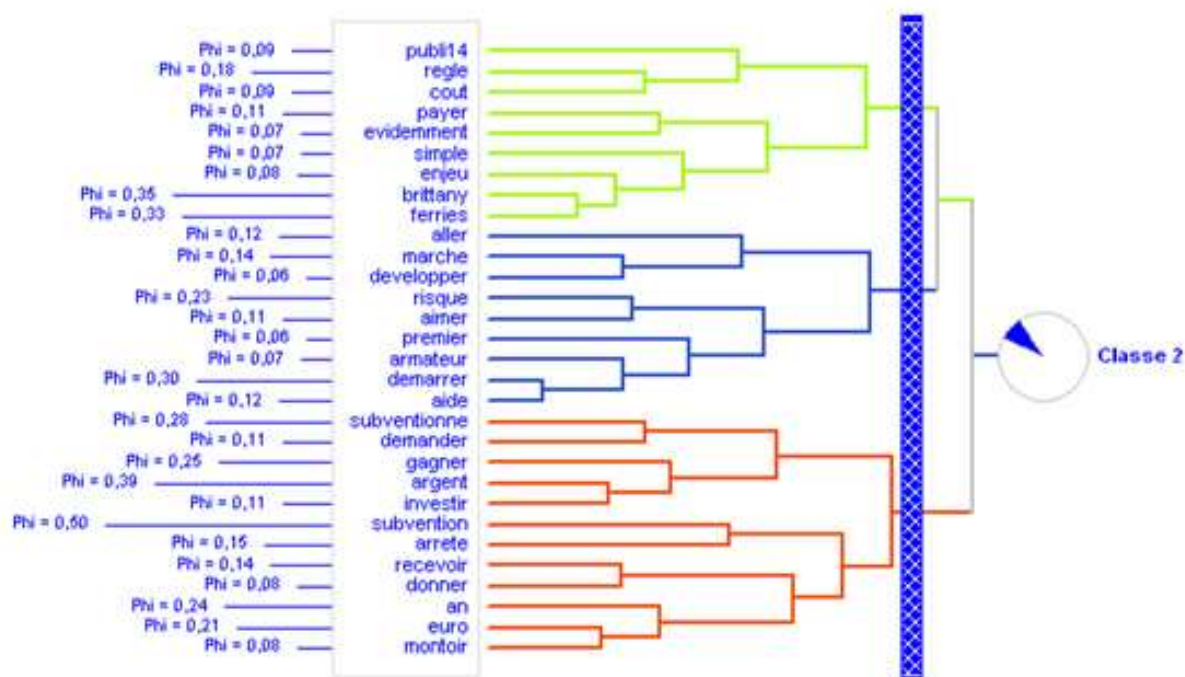 Phi = 0,09 publi14
Phi = 0,18 regle
Phi = 0,09 cout
Phi = 0,11 payer
Phi = 0,07 evidemment
Phi = 0,07 simple
Phi = 0,08 enjeu
Phi = 0,35 brittany
Phi = 0,33 ferries
Phi = 0,12 aller
Phi = 0,14 marche
Phi = 0,06 developper
Phi = 0,23 risque
Phi = 0,11 aimer
Phi = 0,06 premier
Phi = 0,07 armateur
Phi = 0,30 demarrer
Phi = 0,12 aide
Phi = 0,28 subventionne
Phi = 0,11 demander
Phi = 0,25 gagner
Phi = 0,39 argent
Phi = 0,11 investir
Phi = 0,50 subvention
Phi = 0,15 arrete
Phi = 0,14 recevoir
Phi = 0,08 donner
Phi = 0,24 an
Phi = 0,21 euro
Phi = 0,08 montoir
Classe 2